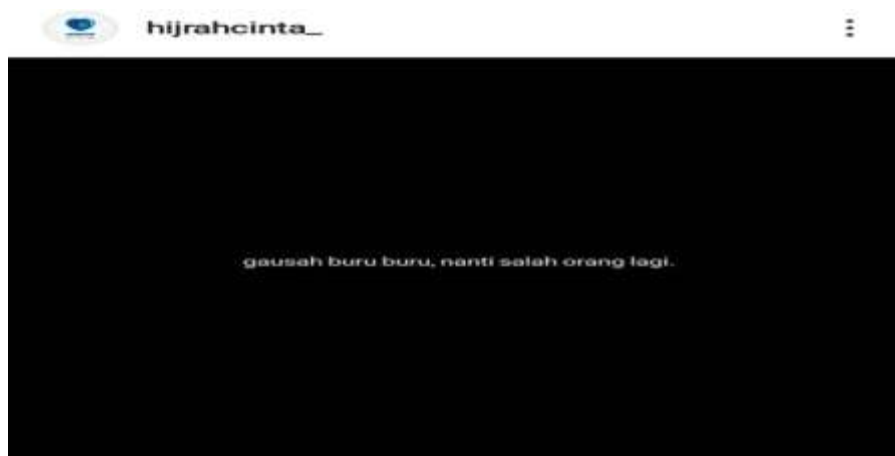 hijrahcinta_
gausah buru buru, nanti salah orang lagi.